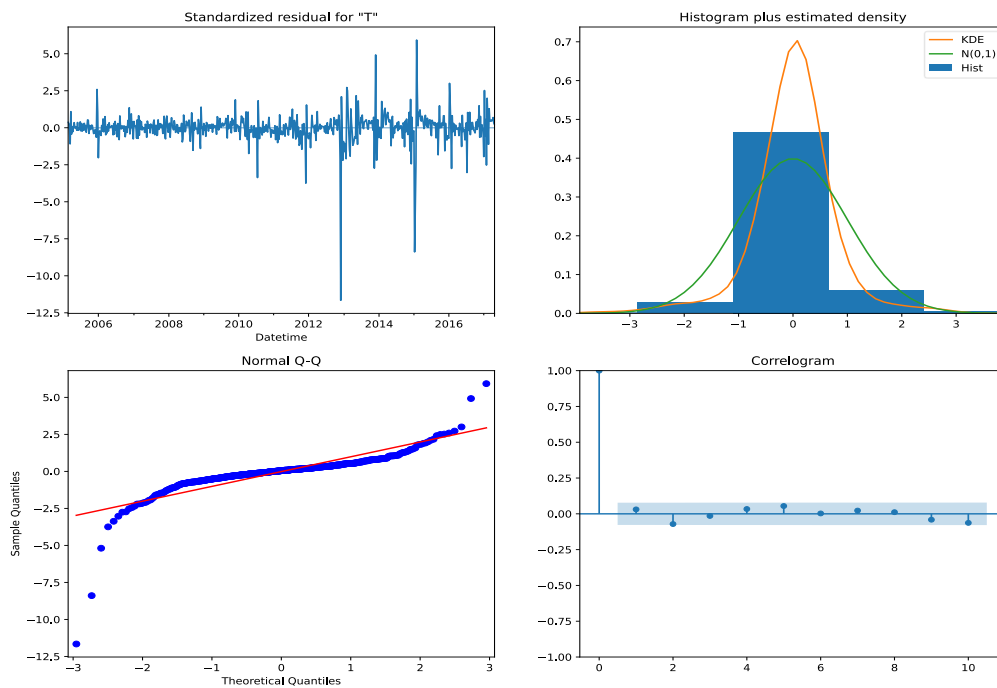 Standardized residual for "T"
5.0
2.5
0.0
−2.5
−5.0
−7.5
−10.0
−12.5
2006 2008 2010 2012 2014 2016
Datetime
Histogram plus estimated density
KDE
N(0,1)
Hist
0.7
0.6
0.5
0.4
0.3
0.2
0.1
0.0
−3 −2 −1 0 1 2 3
Normal Q-Q
Sample Quantiles
5.0
2.5
0.0
−2.5
−5.0
−7.5
−10.0
−12.5
−3 −2 −1 0 1 2 3
Theoretical Quantiles
Correlogram
1.00
0.75
0.50
0.25
0.00
−0.25
−0.50
−0.75
−1.00
0 2 4 6 8 10